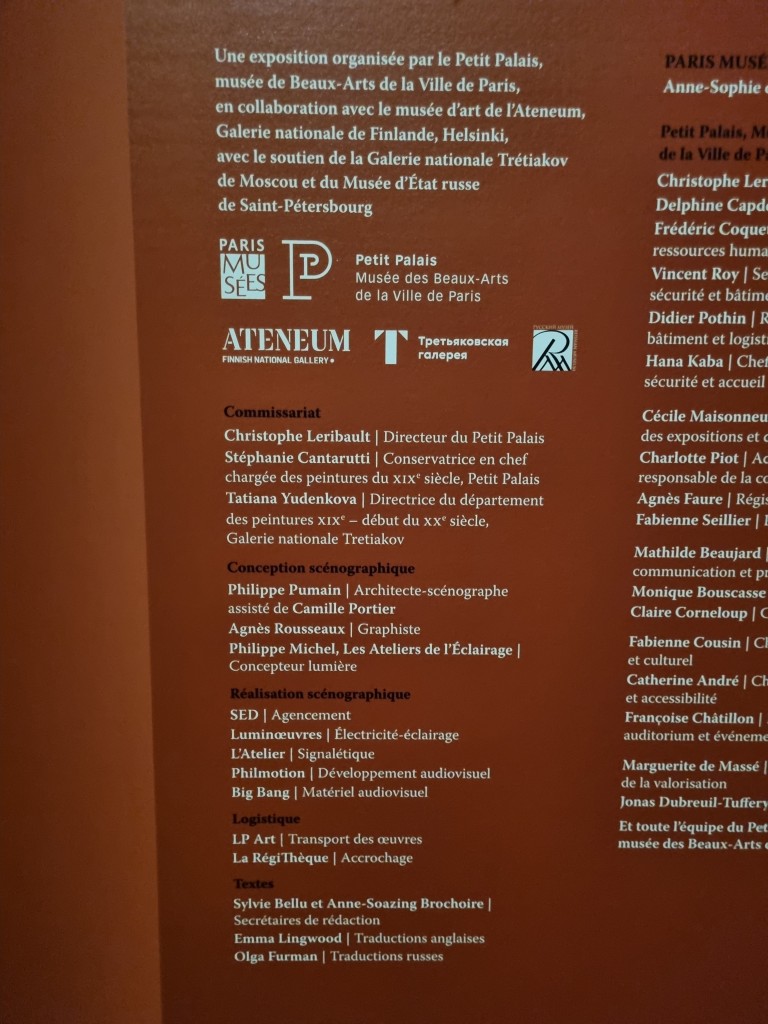 Une exposition organisée par le Petit Palais,
musée de Beaux-Arts de la Ville de Paris,
en collaboration avec le musée d'art de l'Ateneum,
Galerie nationale de Finlande, Helsinki,
avec le soutien de la Galerie nationale Trétiakov
de Moscou et du Musée d'État russe
de Saint-Pétersbourg
PARIS
MU
SÉES
Petit Palais
Musée des Beaux-Arts
de la Ville de Paris
ATENEUM
FINNISH NATIONAL GALLERY
Третьяковская
галерея
РУССКИЙ МУЗЕЙ
Commissariat
Christophe Leribault | Directeur du Petit Palais
Stéphanie Cantarutti | Conservatrice en chef
chargée des peintures du XIXe siècle, Petit Palais
Tatiana Yudenkova | Directrice du département
des peintures XIXe – début du XXe siècle,
Galerie nationale Tretiakov
Conception scénographique
Philippe Pumain | Architecte-scénographe
assisté de Camille Portier
Agnès Rousseaux | Graphiste
Philippe Michel, Les Ateliers de l'Éclairage |
Concepteur lumière
Réalisation scénographique
SED | Agencement
Luminœuvres | Électricité-éclairage
L'Atelier | Signalétique
Philmotion | Développement audiovisuel
Big Bang | Matériel audiovisuel
Logistique
LP Art | Transport des œuvres
La RégiThèque | Accrochage
Textes
Sylvie Bellu et Anne-Soazing Brochoire |
Secrétaires de rédaction
Emma Lingwood | Traductions anglaises
Olga Furman | Traductions russes
PARIS MUSÉ
Anne-Sophie
Petit Palais, M
de la Ville de Pa
Christophe Ler
Delphine Capd
Frédéric Coquet
ressources huma
Vincent Roy | Se
sécurité et bâtime
Didier Pothin | R
bâtiment et logist
Hana Kaba | Chef
sécurité et accueil
Cécile Maisonneu
des expositions et
Charlotte Piot | Ad
responsable de la co
Agnès Faure | Régis
Fabienne Seillier |
Mathilde Beaujard |
communication et pr
Monique Bouscasse
Claire Corneloup | C
Fabienne Cousin | Ch
et culturel
Catherine André | Ch
et accessibilité
Françoise Châtillon |
auditorium et événeme
Marguerite de Massé |
de la valorisation
Jonas Dubreuil-Tuffery
Et toute l'équipe du Pet
musée des Beaux-Arts